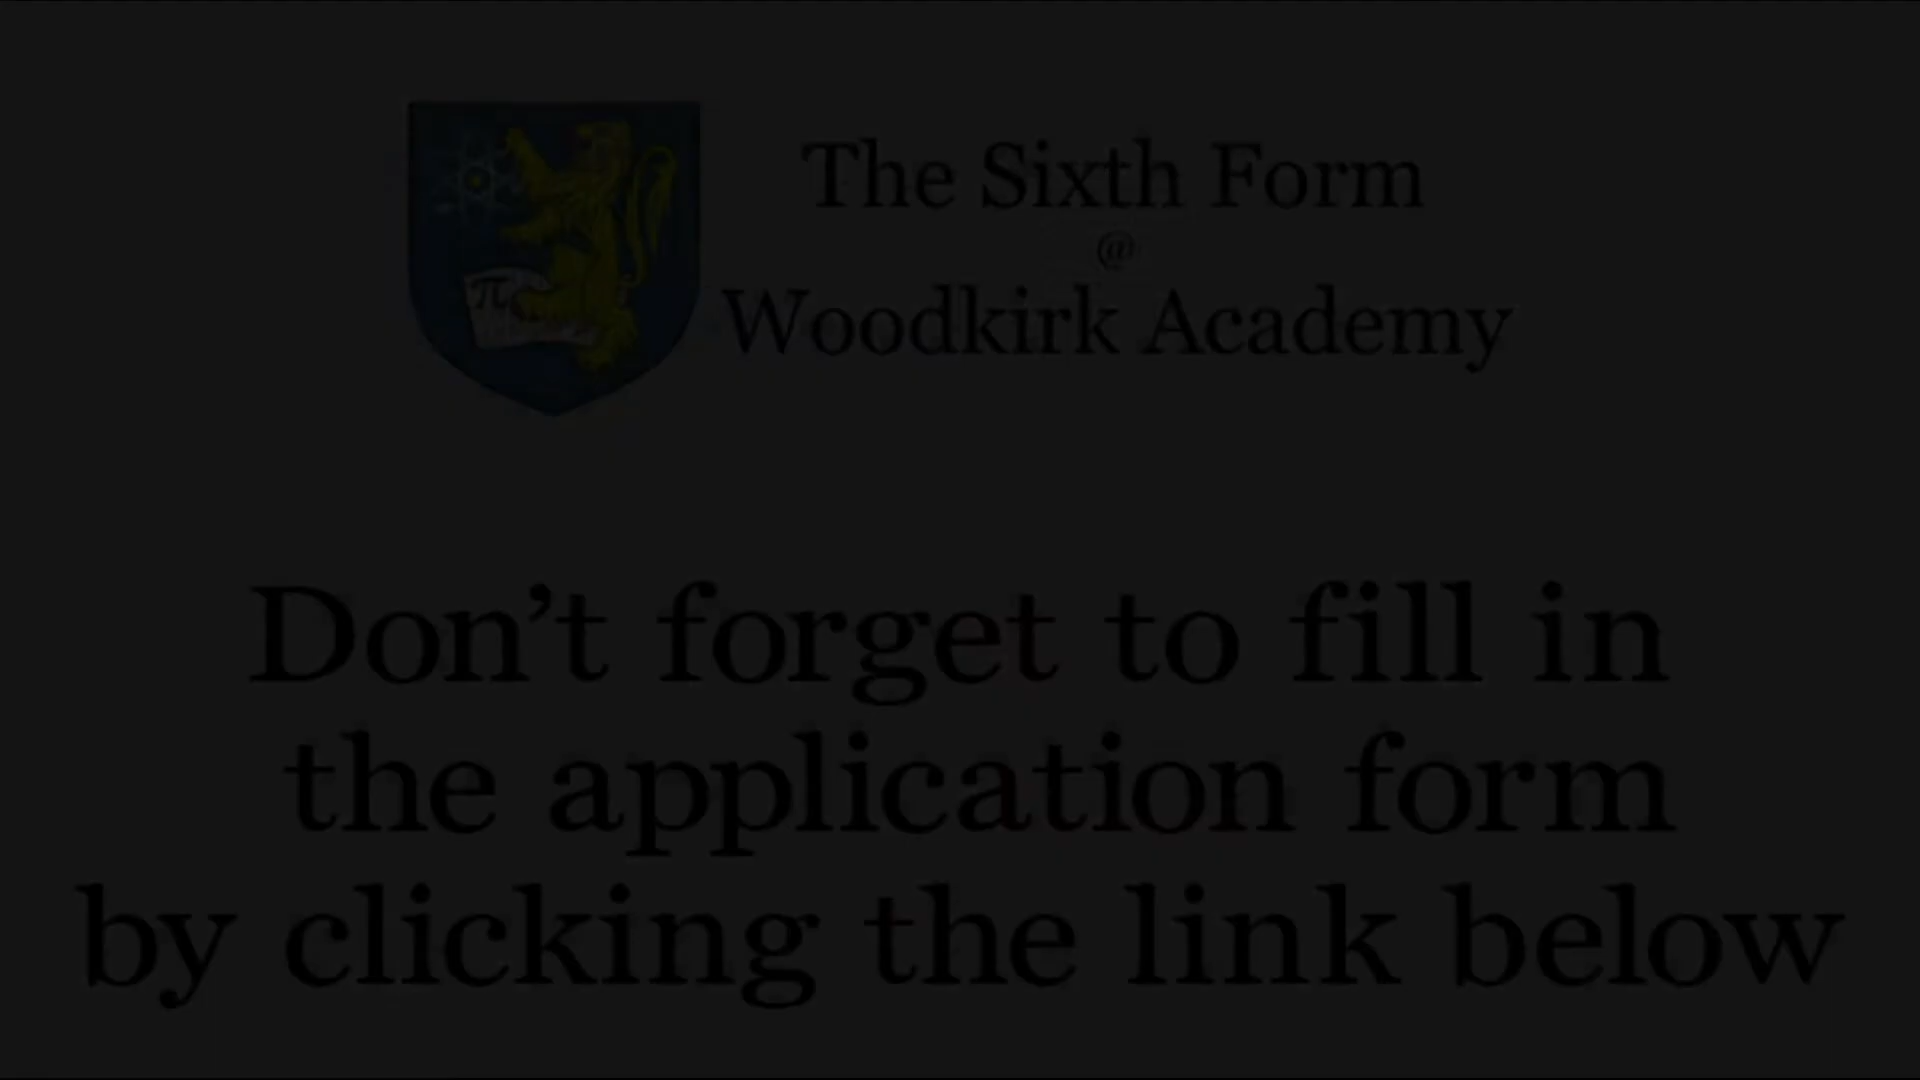 The Sixth Form
@
Woodkirk Academy
π
Don't forget to fill in
the application form
by clicking the link below